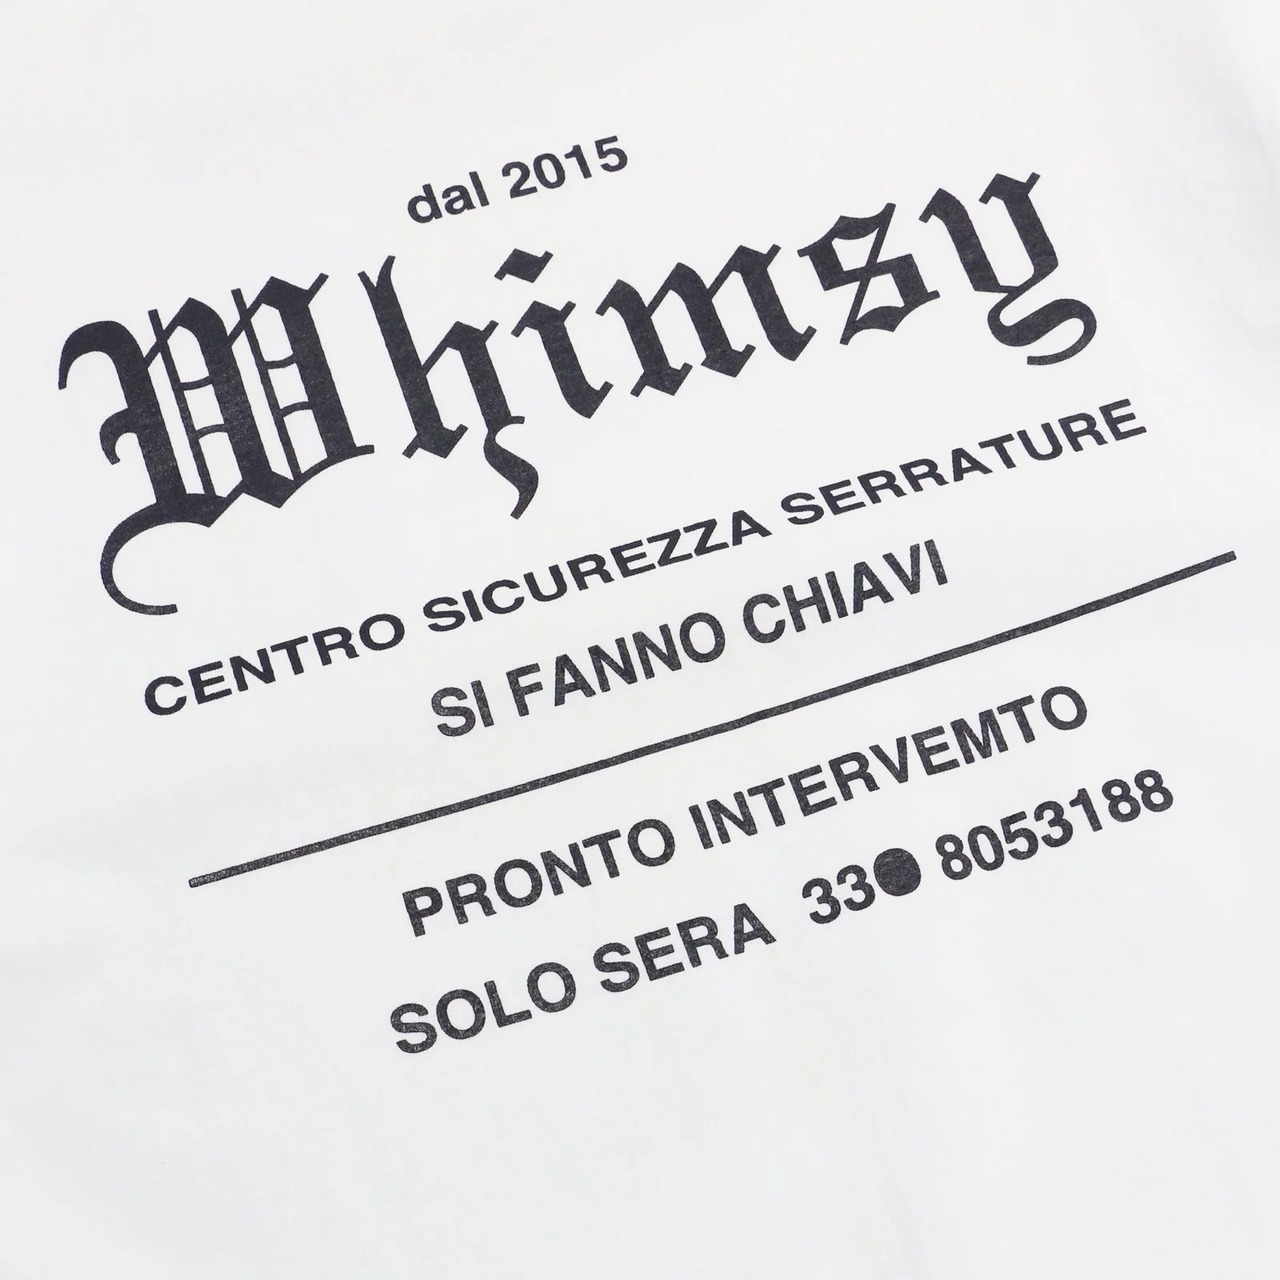 dal 2015
Whimsy
CENTRO SICUREZZA SERRATURE
SI FANNO CHIAVI
PRONTO INTERVEMTO
SOLO SERA 33● 8053188